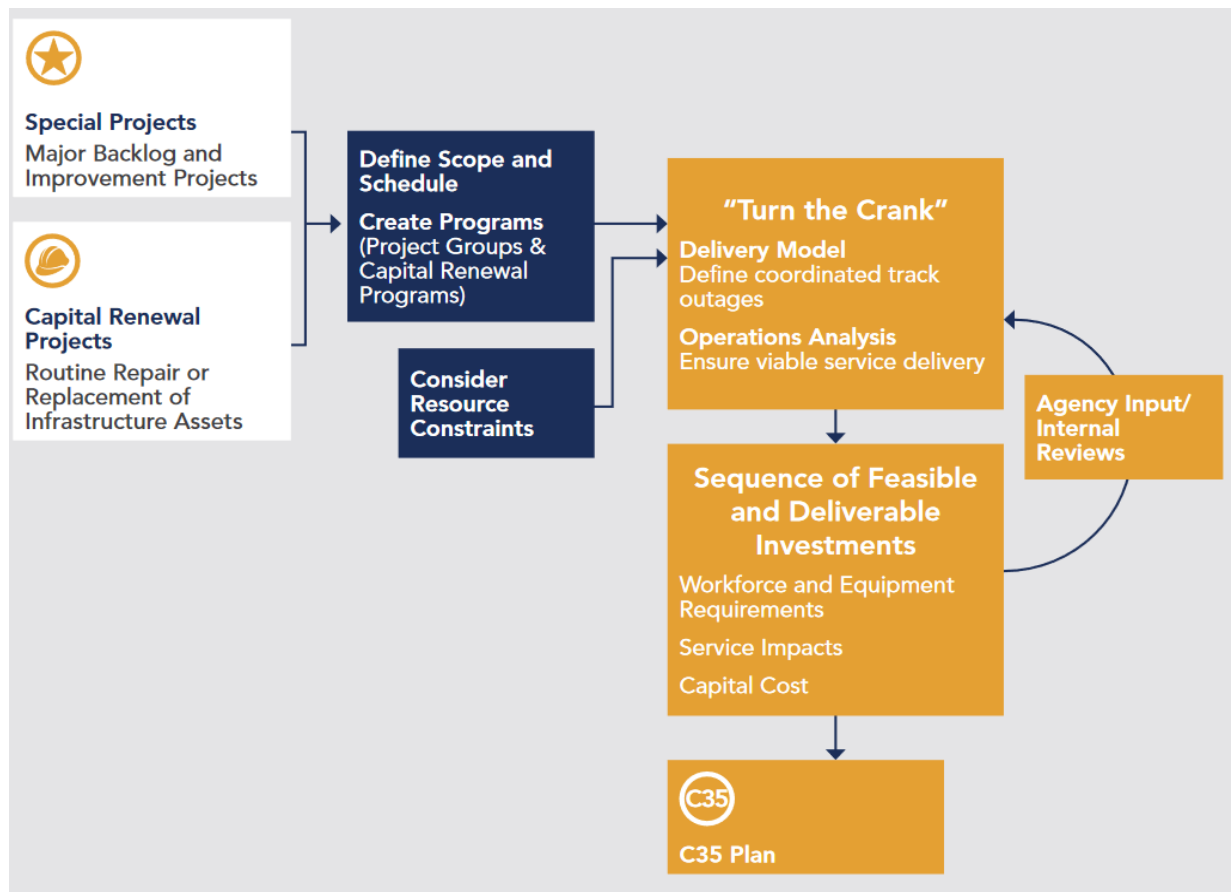 Special Projects
Major Backlog and
Improvement Projects
Capital Renewal
Projects
Routine Repair or
Replacement of
Infrastructure Assets
Define Scope and
Schedule
Create Programs
(Project Groups &
Capital Renewal
Programs)
Consider
Resource
Constraints
“Turn the Crank”
Delivery Model
Define coordinated track
outages
Operations Analysis
Ensure viable service delivery
Agency Input/
Internal
Reviews
Sequence of Feasible
and Deliverable
Investments
Workforce and Equipment
Requirements
Service Impacts
Capital Cost
C35
C35 Plan